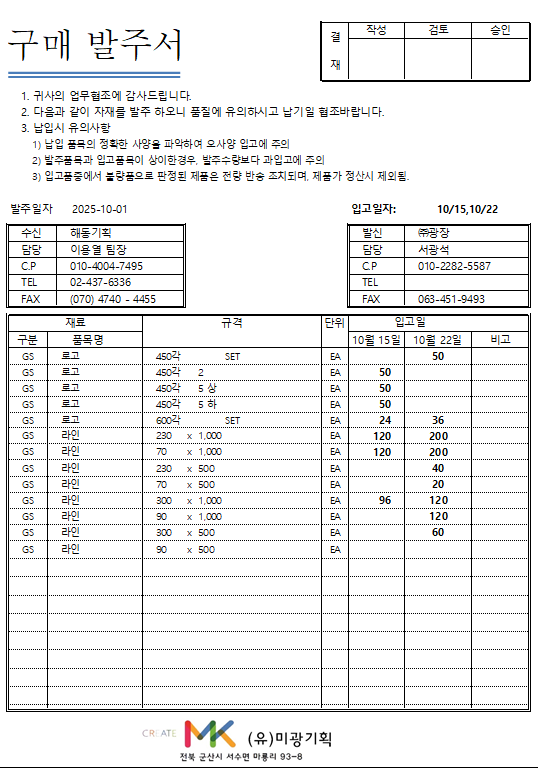 구매 발주서
결재 작성 검토 승인
1. 귀사의 업무협조에 감사드립니다.
2. 다음과 같이 자재를 발주 하오니 품질에 유의하시고 납기일 협조바랍니다.
3. 납입시 유의사항
1) 납입 품목의 정확한 사양을 파악하여 오사양 입고에 주의
2) 발주품목과 입고품목이 상이한경우, 발주수량보다 과입고에 주의
3) 입고품중에서 불량품으로 판정된 제품은 전량 반송 조치되며, 제품가 정산시 제외됨.
발주일자 2025-10-01 입고일자: 10/15,10/22
수신 해동기획 발신 ㈜광장
담당 이용열 팀장 담당 서광석
C.P 010-4004-7495 C.P 010-2282-5587
TEL 02-437-6336 TEL
FAX (070) 4740 - 4455 FAX 063-451-9493
재료 규격 단위 입고일
구분 품목명 10월 15일 10월 22일 비고
GS 로고 450각 SET EA 50
GS 로고 450각 2 EA 50
GS 로고 450각 5 상 EA 50
GS 로고 450각 5 하 EA 50
GS 로고 600각 SET EA 24 36
GS 라인 230 x 1,000 EA 120 200
GS 라인 70 x 1,000 EA 120 200
GS 라인 230 x 500 EA 40
GS 라인 70 x 500 EA 20
GS 라인 300 x 1,000 EA 96 120
GS 라인 90 x 1,000 EA 120
GS 라인 300 x 500 EA 60
GS 라인 90 x 500 EA
CREATE MK (유)미광기획
전북 군산시 서수면 마룡리 93-8